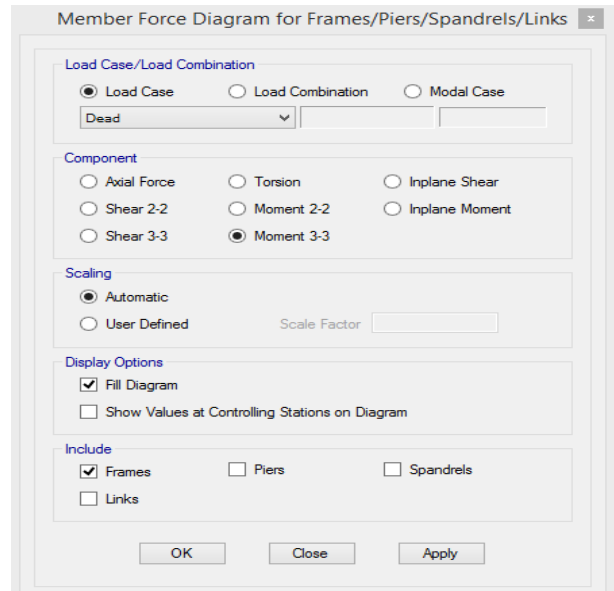 Member Force Diagram for Frames/Piers/Spandrels/Links x
Load Case/Load Combination
Load Case Load Combination Modal Case
Dead
Component
Axial Force Torsion Inplane Shear
Shear 2-2 Moment 2-2 Inplane Moment
Shear 3-3 Moment 3-3
Scaling
Automatic
User Defined Scale Factor
Display Options
Fill Diagram
Show Values at Controlling Stations on Diagram
Include
Frames Piers Spandrels
Links
OK Close Apply